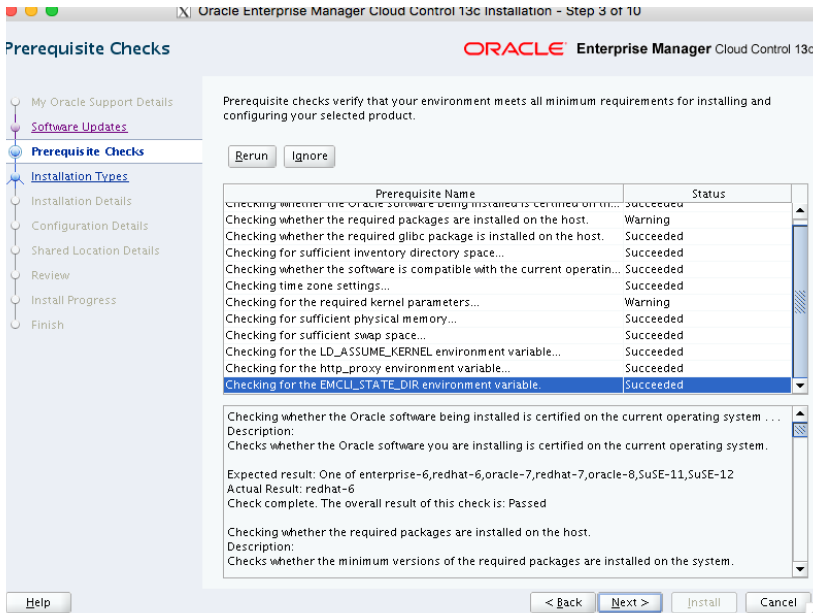 Oracle Enterprise Manager Cloud Control 13c Installation - Step 3 of 10
Prerequisite Checks
ORACLE Enterprise Manager Cloud Control 13c
My Oracle Support Details
Software Updates
Prerequisite Checks
Installation Types
Installation Details
Configuration Details
Shared Location Details
Review
Install Progress
Finish
Prerequisite checks verify that your environment meets all minimum requirements for installing and
configuring your selected product.
Rerun Ignore
Prerequisite Name Status
Checking whether the Oracle software being installed is certified on th... Succeeded
Checking whether the required packages are installed on the host. Warning
Checking whether the required glibc package is installed on the host. Succeeded
Checking for sufficient inventory directory space... Succeeded
Checking whether the software is compatible with the current operatin... Succeeded
Checking time zone settings... Succeeded
Checking for the required kernel parameters... Warning
Checking for sufficient physical memory... Succeeded
Checking for sufficient swap space... Succeeded
Checking for the LD_ASSUME_KERNEL environment variable... Succeeded
Checking for the http_proxy environment variable... Succeeded
Checking for the EMCLI_STATE_DIR environment variable. Succeeded
Checking whether the Oracle software being installed is certified on the current operating system ...
Description:
Checks whether the Oracle software you are installing is certified on the current operating system.
Expected result: One of enterprise-6,redhat-6,oracle-7,redhat-7,oracle-8,SuSE-11,SuSE-12
Actual Result: redhat-6
Check complete. The overall result of this check is: Passed
Checking whether the required packages are installed on the host.
Description:
Checks whether the minimum versions of the required packages are installed on the system.
Help < Back Next > Install Cancel